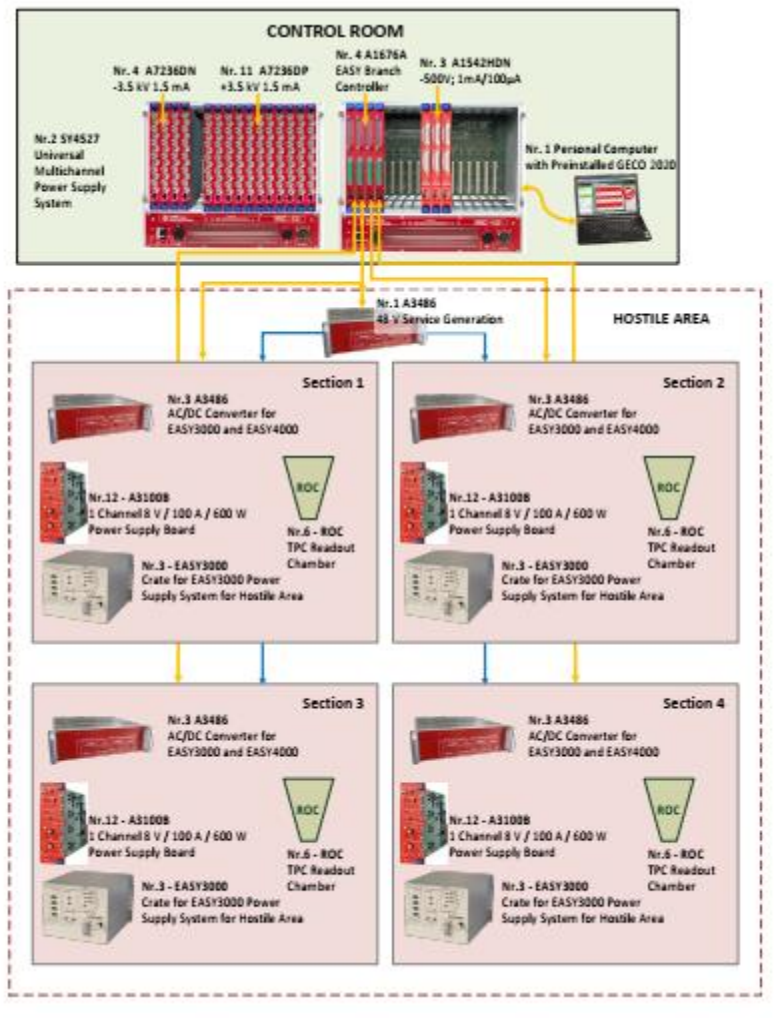 CONTROL ROOM
Nr. 4 A7236DN
-3.5 kV 1.5 mA
Nr. 11 A7236DP
+3.5 kV 1.5 mA
Nr. 4 A1676A
EASY Branch
Controller
Nr. 3 A1542HDN
-500V; 1mA/100µA
Nr.2 SY4527
Universal
Multichannel
Power Supply
System
Nr. 1 Personal Computer
with Preinstalled GECO 2020
Nr.1 A3486
48 V Service Generation
HOSTILE AREA
Section 1
Nr.3 A3486
AC/DC Converter for
EASY3000 and EASY4000
Nr.12 - A3100B
1 Channel 8 V / 100 A / 600 W
Power Supply Board
ROC
Nr.6 - ROC
TPC Readout
Chamber
Nr.3 - EASY3000
Crate for EASY3000 Power
Supply System for Hostile Area
Section 2
Nr.3 A3486
AC/DC Converter for
EASY3000 and EASY4000
Nr.12 - A3100B
1 Channel 8 V / 100 A / 600 W
Power Supply Board
ROC
Nr.6 - ROC
TPC Readout
Chamber
Nr.3 - EASY3000
Crate for EASY3000 Power
Supply System for Hostile Area
Section 3
Nr.3 A3486
AC/DC Converter for
EASY3000 and EASY4000
Nr.12 - A3100B
1 Channel 8 V / 100 A / 600 W
Power Supply Board
ROC
Nr.6 - ROC
TPC Readout
Chamber
Nr.3 - EASY3000
Crate for EASY3000 Power
Supply System for Hostile Area
Section 4
Nr.3 A3486
AC/DC Converter for
EASY3000 and EASY4000
Nr.12 - A3100B
1 Channel 8 V / 100 A / 600 W
Power Supply Board
ROC
Nr.6 - ROC
TPC Readout
Chamber
Nr.3 - EASY3000
Crate for EASY3000 Power
Supply System for Hostile Area